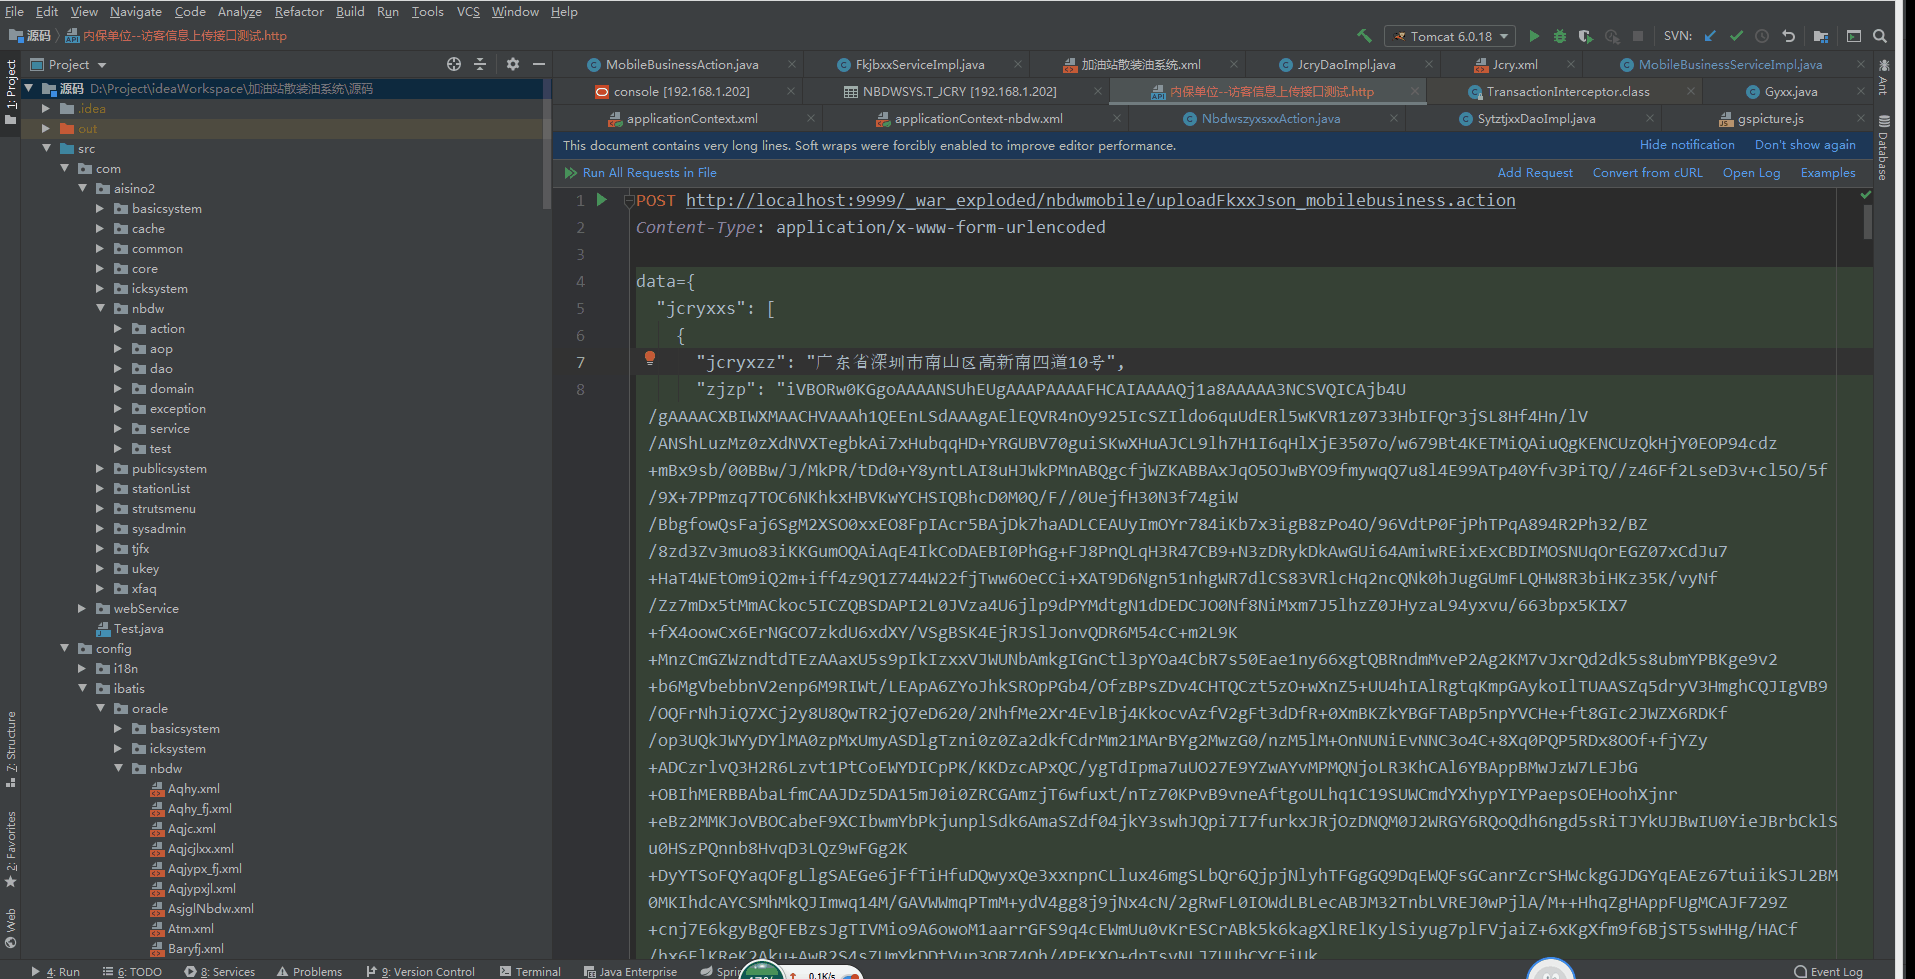 File Edit View Navigate Code Analyze Refactor Build Run Tools VCS Window Help
源码 内保单位--访客信息上传接口测试.http
Tomcat 6.0.18 SVN:
Project
MobileBusinessAction.java FkjbxxServiceImpl.java 加油站散装油系统.xml JcryDaoImpl.java Jcry.xml MobileBusinessServiceImpl.java
console [192.168.1.202] NBDWSYS.T_JCRY [192.168.1.202] 内保单位--访客信息上传接口测试.http TransactionInterceptor.class Gyxx.java
applicationContext.xml applicationContext-nbdw.xml NbdwszyxsxxAction.java SytztjxxDaoImpl.java gspicture.js
This document contains very long lines. Soft wraps were forcibly enabled to improve editor performance. Hide notification Don't show again
Run All Requests in File Add Request Convert from cURL Open Log Examples
1: Project
7: Structure
2: Favorites
Web
源码 D:\Project\ideaWorkspace\加油站散装油系统\源码
.idea
out
src
com
aisino2
basicsystem
cache
common
core
icksystem
nbdw
action
aop
dao
domain
exception
service
test
publicsystem
stationList
strutsmenu
sysadmin
tjfx
ukey
xfaq
webService
Test.java
config
i18n
ibatis
oracle
basicsystem
icksystem
nbdw
Aqhy.xml
Aqhy_fj.xml
Aqjc.xml
Aqjcjlxx.xml
Aqjypx_fj.xml
Aqjypxjl.xml
AsjglNbdw.xml
Atm.xml
Baryfj.xml
1 POST http://localhost:9999/_war_exploded/nbdwmobile/uploadFkxxJson_mobilebusiness.action
2 Content-Type: application/x-www-form-urlencoded
3
4 data={
5 "jcryxxs": [
6 {
7 "jcryxzz": "广东省深圳市南山区高新南四道10号",
8 "zjzp": "iVBORw0KGgoAAAANSUhEUgAAAPAAAAFHCAIAAAAQj1a8AAAAA3NCSVQICAjb4U
/gAAAACXBIWXMAACHVAAAh1QEEnLSdAAAgAElEQVR4nOy925IcSZIldo6quUdERl5wKVR1z0733HbIFQr3jSL8Hf4Hn/lV
/ANShLuzMz0zXdNVXTegbkAi7xHubqqHD+YRGUBV70guiSKwXHuAJCL9lh7H1I6qHlXjE3507o/w679Bt4KETMiQAiuQgKENCUzQkHjY0EOP94cdz
+mBx9sb/00BBw/J/MkPR/tDd0+Y8yntLAI8uHJWkPMnABQgcfjWZKABBAxJqO5OJwBYO9fmywqQ7u8l4E99ATp40Yfv3PiTQ//z46Ff2LseD3v+cl5O/5f
/9X+7PPmzq7TOC6NKhkxHBVKwYCHSIQBhcD0M0Q/F//0UejfH30N3f74giW
/BbgfowQsFaj6SgM2XSO0xxEO8FpIAcr5BAjDk7haADLCEAUyImOYr784iKb7x3igB8zPo4O/96VdtP0FjPhTPqA894R2Ph32/BZ
/8zd3Zv3muo83iKKGumOQAiAqE4IkCoDAEBI0PhGg+FJ8PnQLqH3R47CB9+N3zDRykDkAwGUi64AmiwREixExCBDIMOSNUqOrEGZ07xCdJu7
+HaT4WEtOm9iQ2m+iff4z9Q1Z744W22fjTww6OeCCi+XAT9D6Ngn51nhgWR7dlCS83VRlcHq2ncQNk0hJugGUmFLQHW8R3biHKz35K/vyNf
/Zz7mDx5tMmACkoc5ICZQBSDAPI2L0JVza4U6jlp9dPYMdtgN1dDEDCJO0Nf8NiMxm7J5lhzZ0JHyzaL94yxvu/663bpx5KIX7
+fX4oowCx6ErNGCO7zkdU6xdXY/VSgBSK4EjRJSlJonvQDR6M54cC+m2L9K
+MnzCmGZWzndtdTEzAAaxU5s9pIkIzxxVJWUNbAmkgIGnCtl3pYOa4CbR7s50Eae1ny66xgtQBRndmMveP2Ag2KM7vJxrQd2dk5s8ubmYPBKge9v2
+b6MgVbebbnV2enp6M9RIWt/LEApA6ZYoJhkSROpPGb4/OfzBPsZDv4CHTQCzt5zO+wXnZ5+UU4hIAlRgtqKmpGAykoIlTUAASZq5dryV3HmghCQJIgVB9
/OQFrNhJiQ7XCj2y8U8QwTR2jQ7eD620/2NhfMe2Xr4EvlBj4KkocvAzfV2gFt3dDfR+0XmBKZkYBGFTABp5npYVCHe+ft8GIc2JWZX6RDKf
/op3UQkJWYyDYlMA0zpMxUmyASDlgTzni0z0Za2dkfCdrMm21MArBYg2MwzG0/nzM5lM+OnNUNiEvNNC3o4C+8Xq0PQP5RDx8OOf+fjYZy
+ADCzrlvQ3H2R6Lzvt1PtCoEWYDICpPK/KKDzcAPxQC/ygTdIpma7uUO27E9YZwAYvMPMQNjoLR3KhCAl6YBAppBMwJzW7LEJbG
+OBIhMERBBAbaLfmCAAJDz5DA15mJ0i0ZRCGAmzjT6wfuxt/nTz70KPvB9vneAftgoULhq1C19SUWCmdYXhypYIYPaepsOEHoohXjnr
+eBz2MMKJoVBOCabeF9XCIbwmYbPkjunplSdk6AmaSZdf04jkY3swhJQpi7I7furkxJRjOzDNQM0J2WRGY6RQoQdh6ngd5sRiTJYkUJBwIU0YieJBrbCklS
u0HSzPQnnb8HvqD3LQz9wFGg2K
+DyYTSoFQYaqOFgLlgSAEGe6jFfTiHfuDQwyxQe3xxnpnCLlux46mgSLbQr6QjpjNlyhTFGgGQ9DqEWQFsGCanrZcrSHWckgGJDGYqEAEz67tuiikSJL2BM
0MKIhdcAYCSMhMkQJImwq14M/GAVWWmqPTmM+ydV4gg8j9jNx4cN/2gRwFL0IOWdLBLecABJM32TnbLVREJ0wPjlA/M++HhqZgHAppFUgMCAJF729Z
+cnj7E6kgyBgQFEBzsJgTIVMio9A6owoM1aarrGFS9q4cEWmUu0vKrESCrABk5k6kagXlRElKylSiyug7plFVjaiZ+6xKgXfm9f6BjST5swHHg/HACf
Ant
Database
4: Run 6: TODO 8: Services Problems 9: Version Control Terminal Java Enterprise
0.1K/s
Event Log